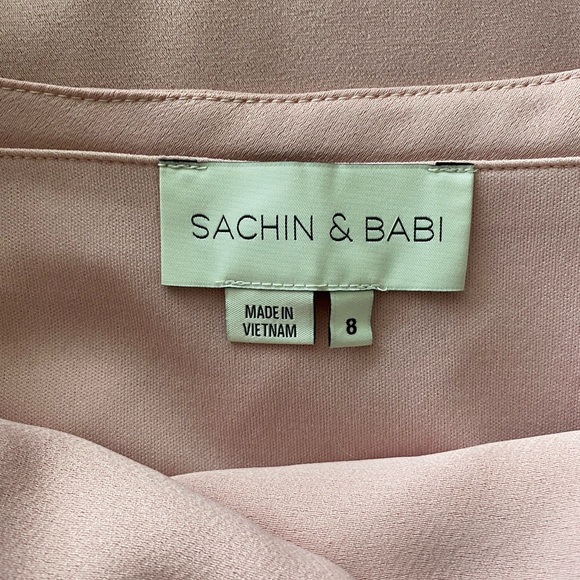 SACHIN & BABI
MADE IN
VIETNAM
8